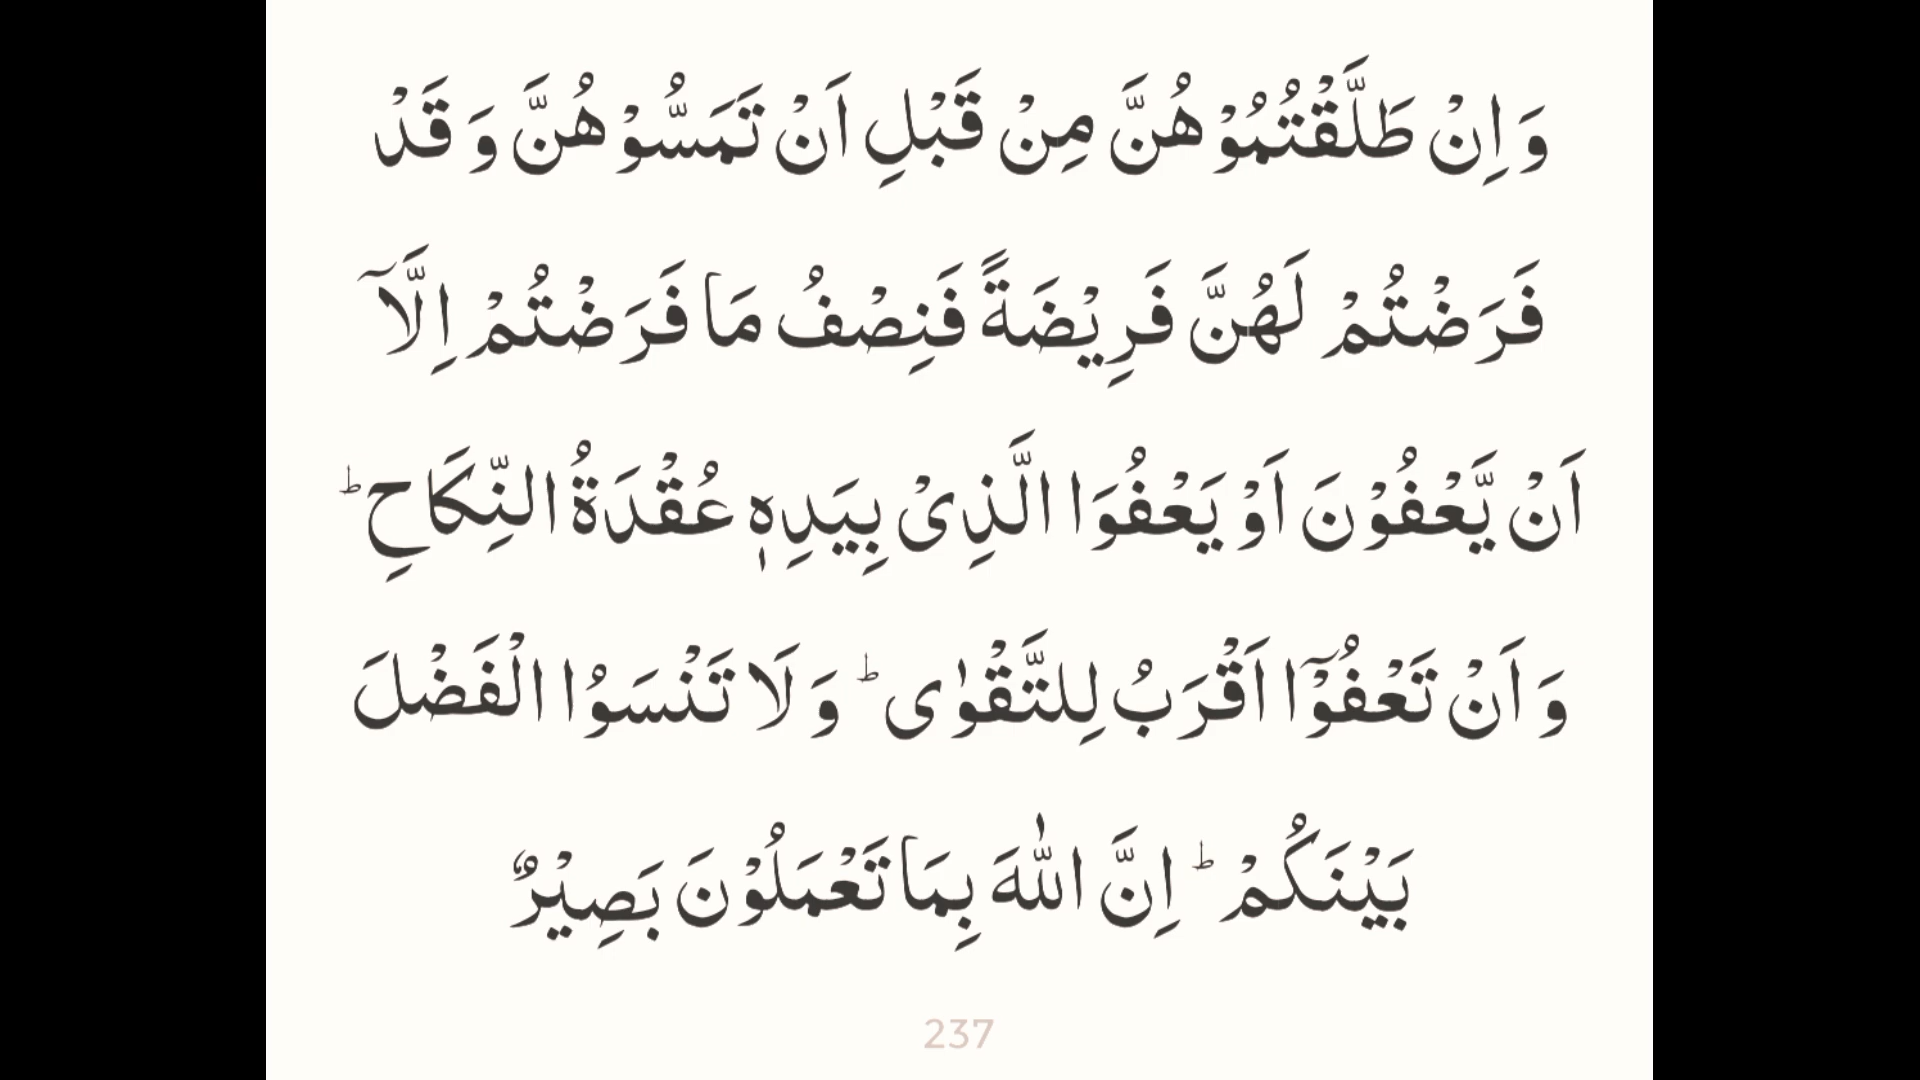 وَ اِنْ طَلَّقْتُمُوْهُنَّ مِنْ قَبْلِ اَنْ تَمَسُّوْهُنَّ وَ قَدْ
فَرَضْتُمْ لَهُنَّ فَرِیْضَةً فَنِصْفُ مَا فَرَضْتُمْ اِلَّاۤ
اَنْ یَّعْفُوْنَ اَوْ یَعْفُوَا الَّذِیْ بِیَدِهٖ عُقْدَةُ النِّكَاحِؕ
وَ اَنْ تَعْفُوْۤا اَقْرَبُ لِلتَّقْوٰیؕ وَ لَا تَنْسَوُا الْفَضْلَ
بَیْنَكُمْؕ اِنَّ اللّٰهَ بِمَا تَعْمَلُوْنَ بَصِیْرٌ
237